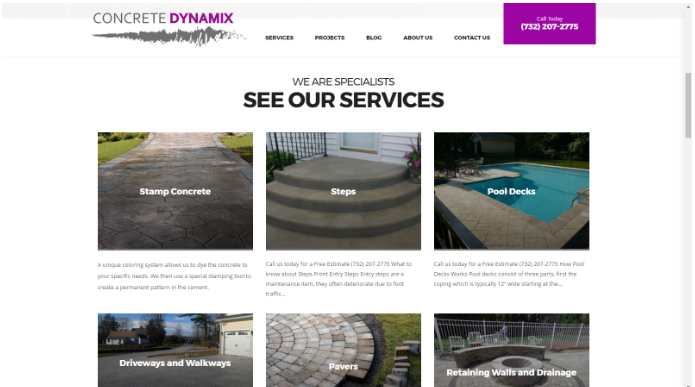 CONCRETE DYNAMIX
SERVICES
PROJECTS
BLOG
ABOUT US
CONTACT US
Call Today
(732) 207-2775
WE ARE SPECIALISTS
SEE OUR SERVICES
Stamp Concrete
Steps
Pool Decks
A unique coloring system allows us to dye the concrete to
your specific needs. We then use a special stamping tool to
create a permanent pattern in the cement.
Call us today for a Free Estimate (732) 207-2775 What to
know about Steps Front Entry Steps Entry steps are a
maintenance item, they often deteriorate due to foot
traffic...
Call us today for a Free Estimate (732) 207-2775 How Pool
Decks Works Pool decks consist of three parts, first the
coping which is typically 12" wide starting at the...
Driveways and Walkways
Pavers
Retaining Walls and Drainage